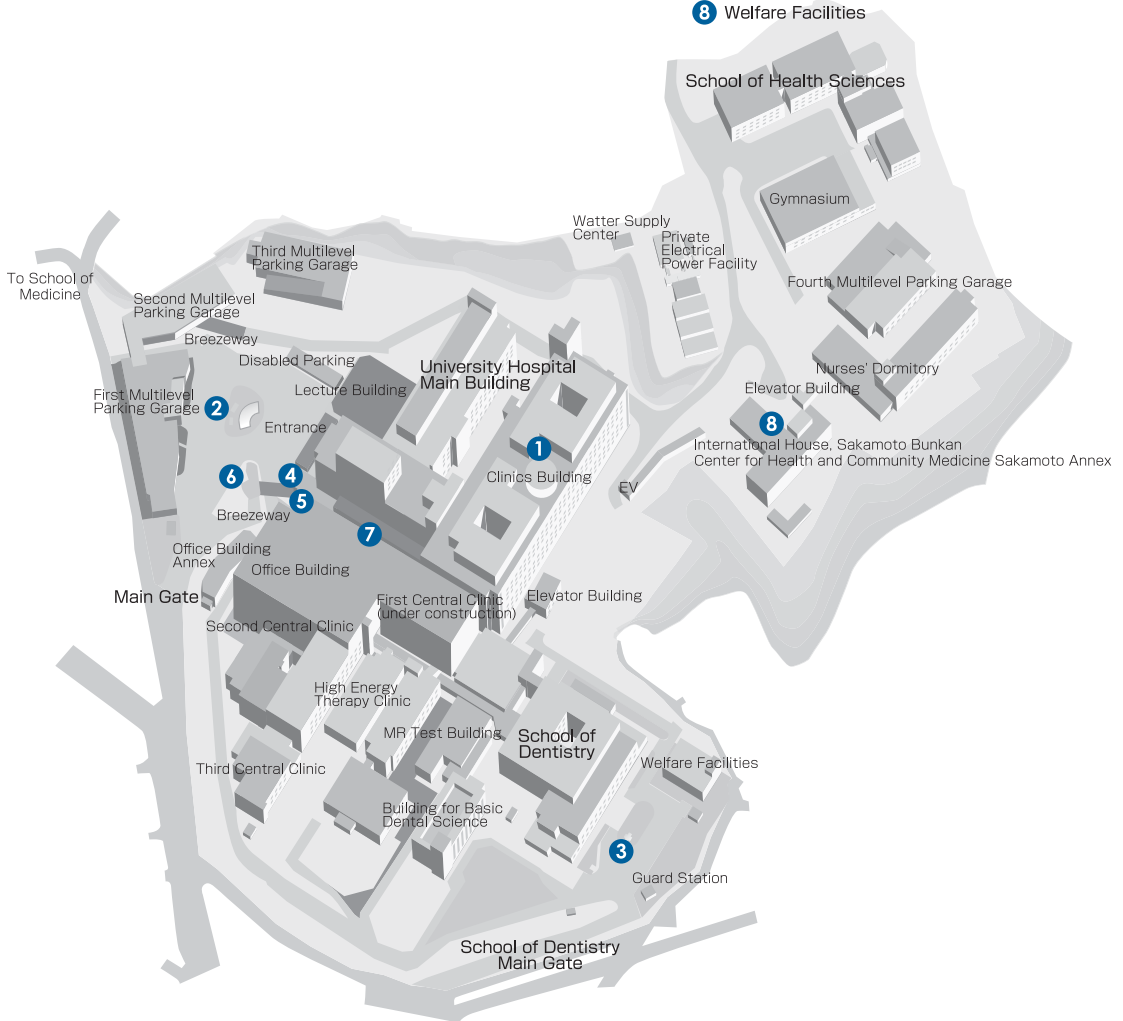 8 Welfare Facilities
School of Health Sciences
Gymnasium
Watter Supply
Center
Private
Electrical
Power Facility
Third Multilevel
Parking Garage
To School of
Medicine
Fourth Multilevel Parking Garage
Second Multilevel
Parking Garage
Breezeway
Disabled Parking
University Hospital
Main Building
Nurses' Dormitory
Lecture Building
Elevator Building
First Multilevel
Parking Garage
2
Entrance
8
International House, Sakamoto Bunkan
Center for Health and Community Medicine Sakamoto Annex
1
Clinics Building
6
4
5
EV
Breezeway
7
Office Building
Annex
Office Building
Main Gate
First Central Clinic
(under construction)
Elevator Building
Second Central Clinic
High Energy
Therapy Clinic
MR Test Building
School of
Dentistry
Welfare Facilities
Third Central Clinic
Building for Basic
Dental Science
3
Guard Station
School of Dentistry
Main Gate